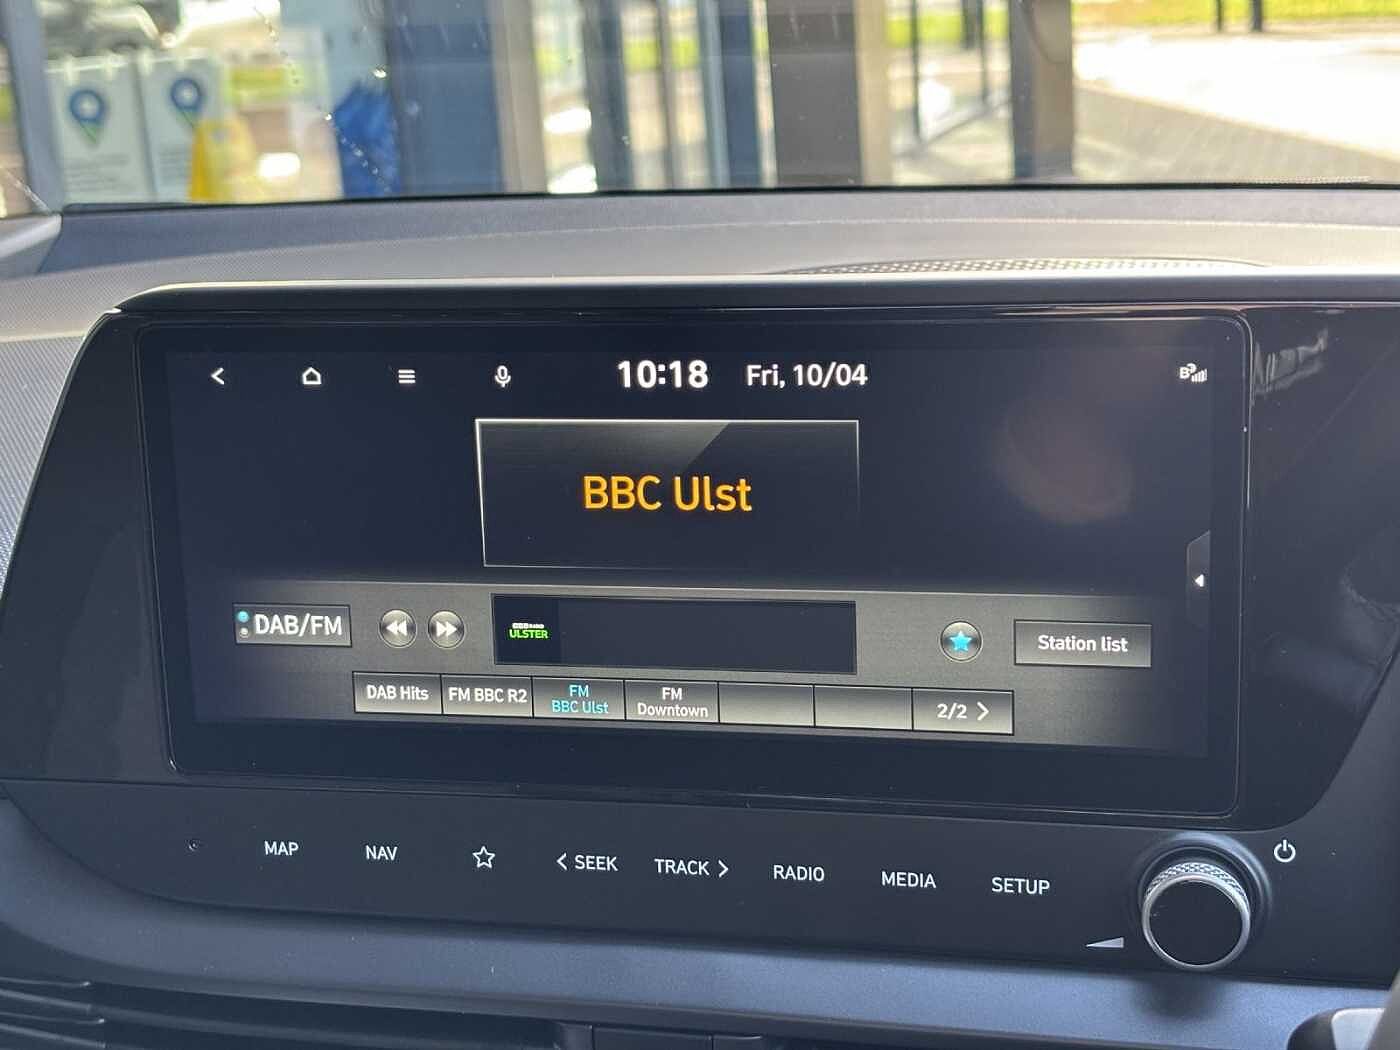 10:18 Fri, 10/04
BBC Ulst
DAB/FM
ULSTER
Station list
DAB Hits
FM BBC R2
FM
BBC Ulst
FM
Downtown
2/2
MAP
NAV
SEEK
TRACK
RADIO
MEDIA
SETUP